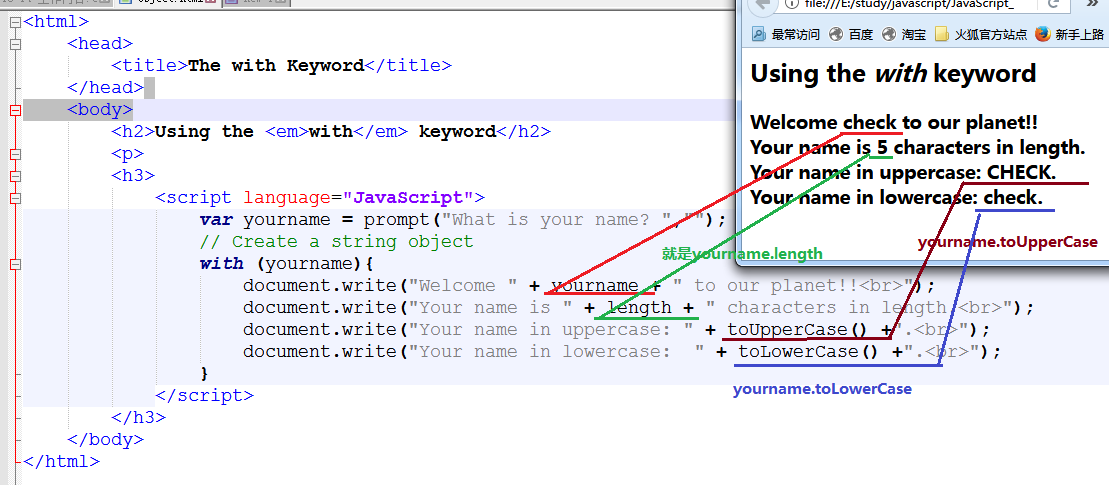 object.html
<html>
<head>
<title>The with Keyword</title>
</head>
<body>
<h2>Using the <em>with</em> keyword</h2>
<p>
<h3>
<script language="JavaScript">
var yourname = prompt("What is your name? ","");
// Create a string object
with (yourname){
document.write("Welcome " + yourname + " to our planet!!<br>");
document.write("Your name is " + length + " characters in length.<br>");
document.write("Your name in uppercase: " + toUpperCase() +".<br>");
document.write("Your name in lowercase:  " + toLowerCase() +".<br>");
}
</script>
</h3>
</body>
</html>
file:///E:/study/javascript/JavaScript_
最常访问 百度 淘宝 火狐官方站点 新手上路
Using the with keyword
Welcome check to our planet!!
Your name is 5 characters in length.
Your name in uppercase: CHECK.
Your name in lowercase: check.
yourname.toUpperCase
就是yourname.length
yourname.toLowerCase